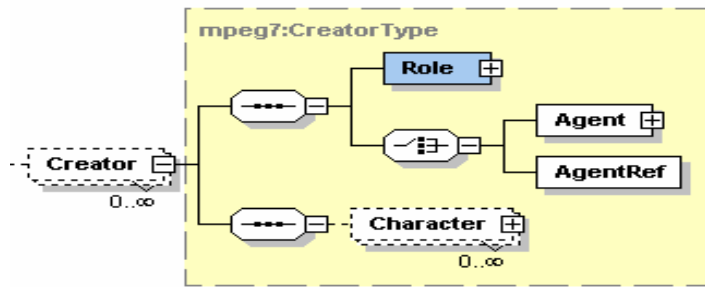 mpeg7:CreatorType
Role
Agent
Creator
AgentRef
0..∞
Character
0..∞